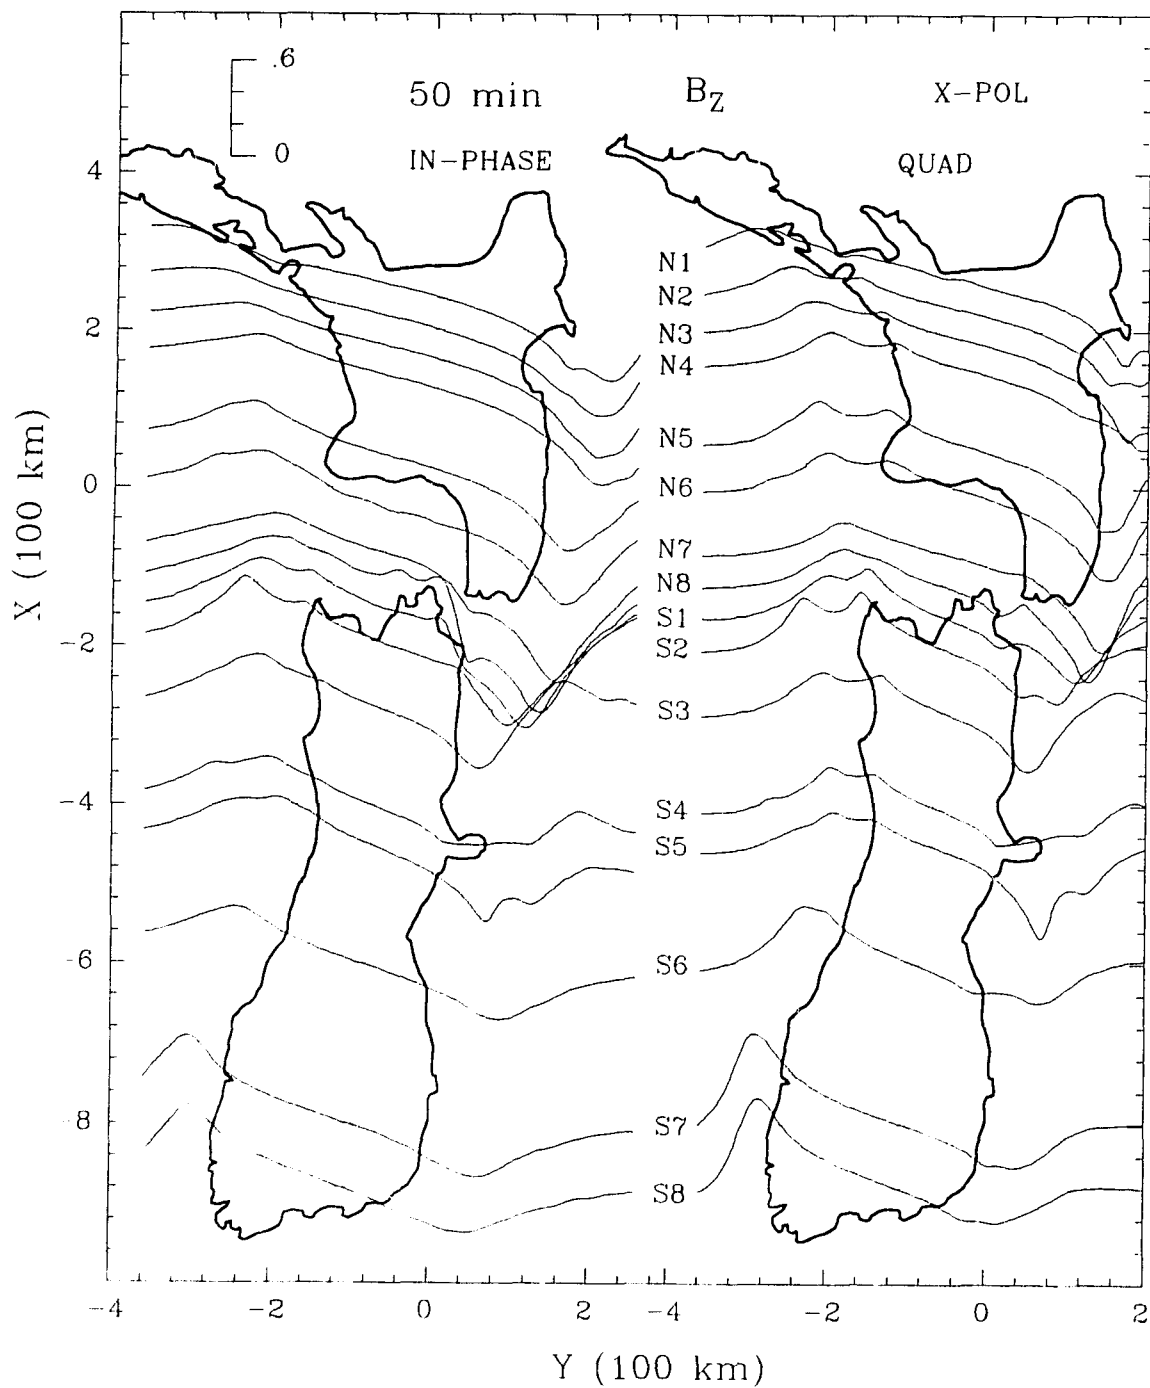 .6
0
50 min
B_Z
X-POL
IN-PHASE
QUAD
4
2
0
-2
-4
-6
-8
X (100 km)
N1
N2
N3
N4
N5
N6
N7
N8
S1
S2
S3
S4
S5
S6
S7
S8
-4
-2
0
-4
-2
0
2
Y (100 km)